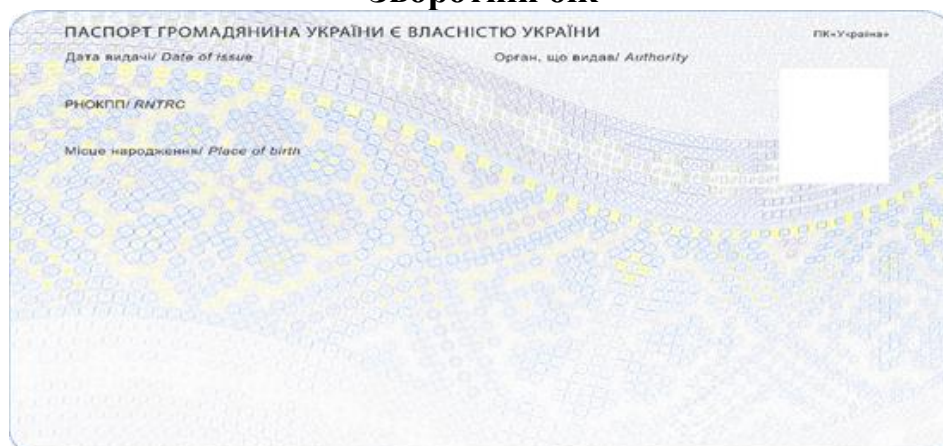 Зворотній бік
ПАСПОРТ ГРОМАДЯНИНА УКРАЇНИ Є ВЛАСНІСТЮ УКРАЇНИ
ПК«Україна»
Дата видачі/ Date of issue
Орган, що видав/ Authority
РНОКПП/ RNTRC
Місце народження/ Place of birth